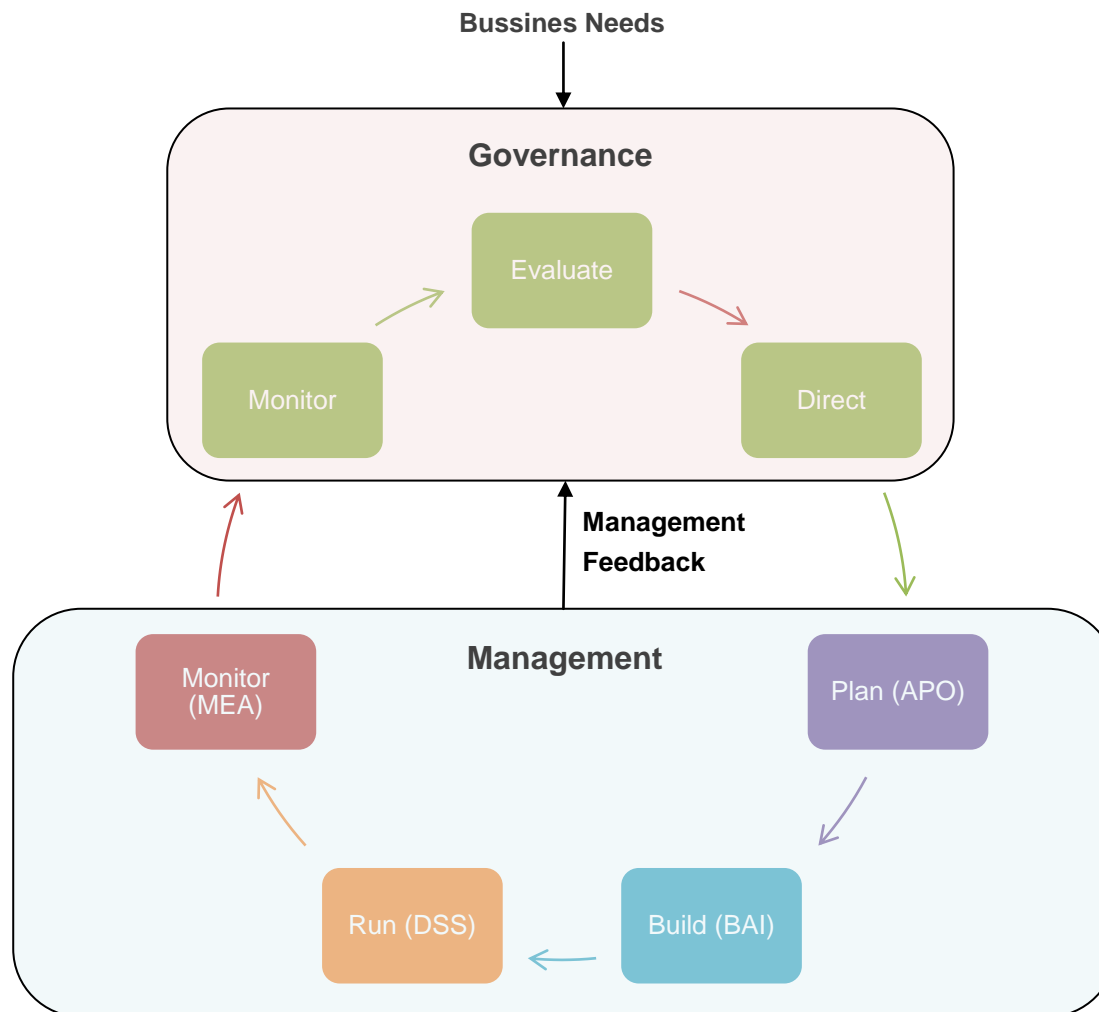 Bussines Needs
Governance
Evaluate
Monitor
Direct
Management
Feedback
Management
Monitor
(MEA)
Plan (APO)
Run (DSS)
Build (BAI)